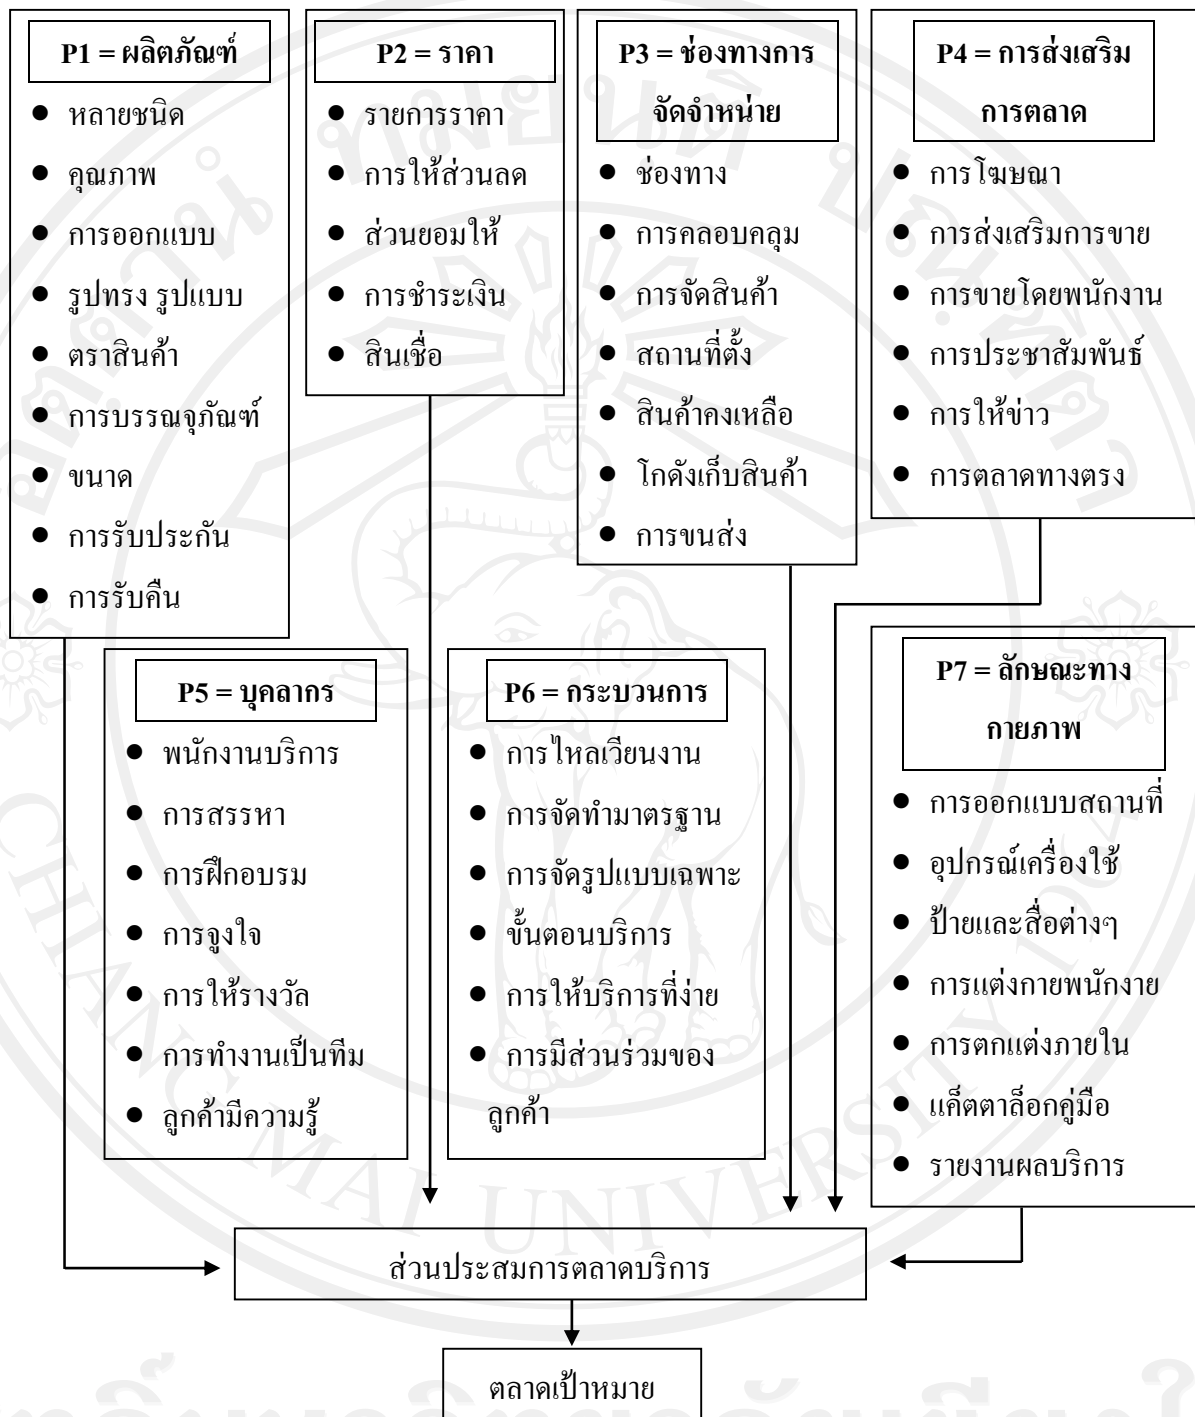 P1 = ผลิตภัณฑ์
● หลายชนิด
● คุณภาพ
● การออกแบบ
● รูปทรง รูปแบบ
● ตราสินค้า
● การบรรณจุภัณฑ์
● ขนาด
● การรับประกัน
● การรับคืน
P2 = ราคา
● รายการราคา
● การให้ส่วนลด
● ส่วนยอมให้
● การชำระเงิน
● สินเชื่อ
P3 = ช่องทางการ
จัดจำหน่าย
● ช่องทาง
● การคลอบคลุม
● การจัดสินค้า
● สถานที่ตั้ง
● สินค้าคงเหลือ
● โกดังเก็บสินค้า
● การขนส่ง
P4 = การส่งเสริม
การตลาด
● การโฆษณา
● การส่งเสริมการขาย
● การขายโดยพนักงาน
● การประชาสัมพันธ์
● การให้ข่าว
● การตลาดทางตรง
P5 = บุคลากร
● พนักงานบริการ
● การสรรหา
● การฝึกอบรม
● การจูงใจ
● การให้รางวัล
● การทำงานเป็นทีม
● ลูกค้ามีความรู้
P6 = กระบวนการ
● การไหลเวียนงาน
● การจัดทำมาตรฐาน
● การจัดรูปแบบเฉพาะ
● ขั้นตอนบริการ
● การให้บริการที่ง่าย
● การมีส่วนร่วมของ
ลูกค้า
P7 = ลักษณะทาง
กายภาพ
● การออกแบบสถานที่
● อุปกรณ์เครื่องใช้
● ป้ายและสื่อต่างๆ
● การแต่งกายพนักงาย
● การตกแต่งภายใน
● แค็ตตาล็อกคู่มือ
● รายงานผลบริการ
ส่วนประสมการตลาดบริการ
ตลาดเป้าหมาย
CHIANG MAI UNIVERSITY 1964